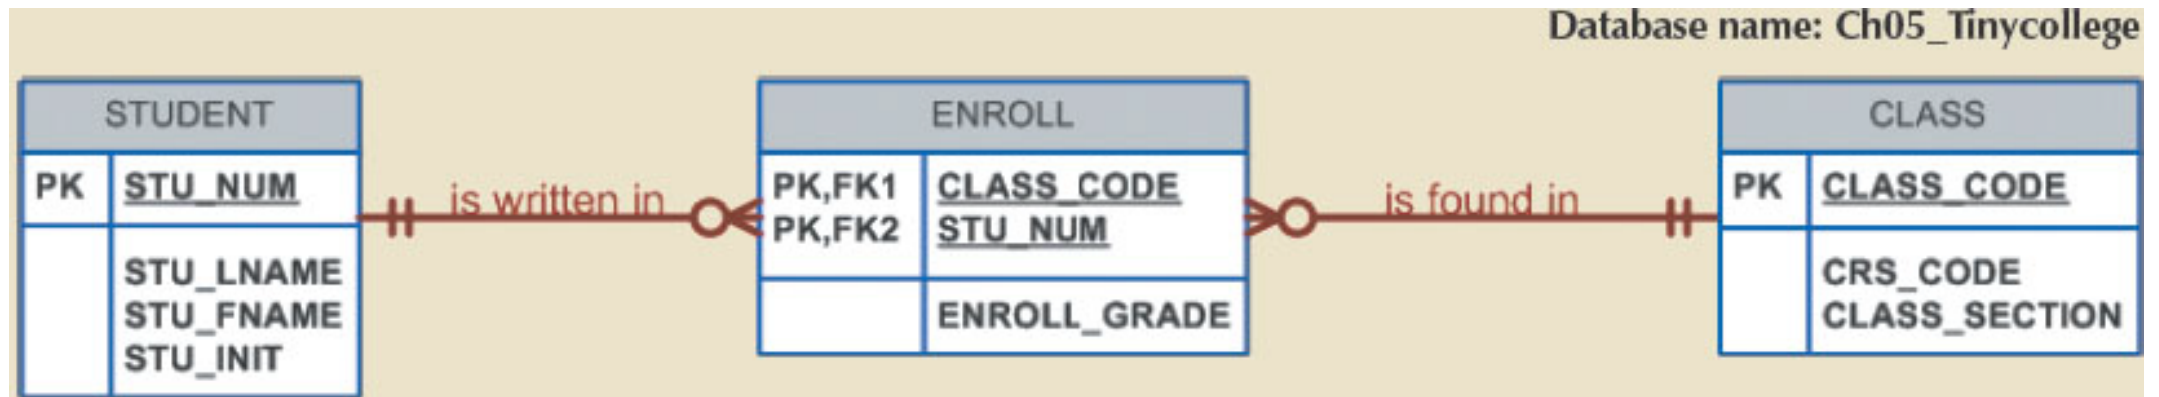 Database name: Ch05_Tinycollege
STUDENT
PK STU_NUM
STU_LNAME
STU_FNAME
STU_INIT
is written in
ENROLL
PK,FK1 CLASS_CODE
PK,FK2 STU_NUM
ENROLL_GRADE
is found in
CLASS
PK CLASS_CODE
CRS_CODE
CLASS_SECTION